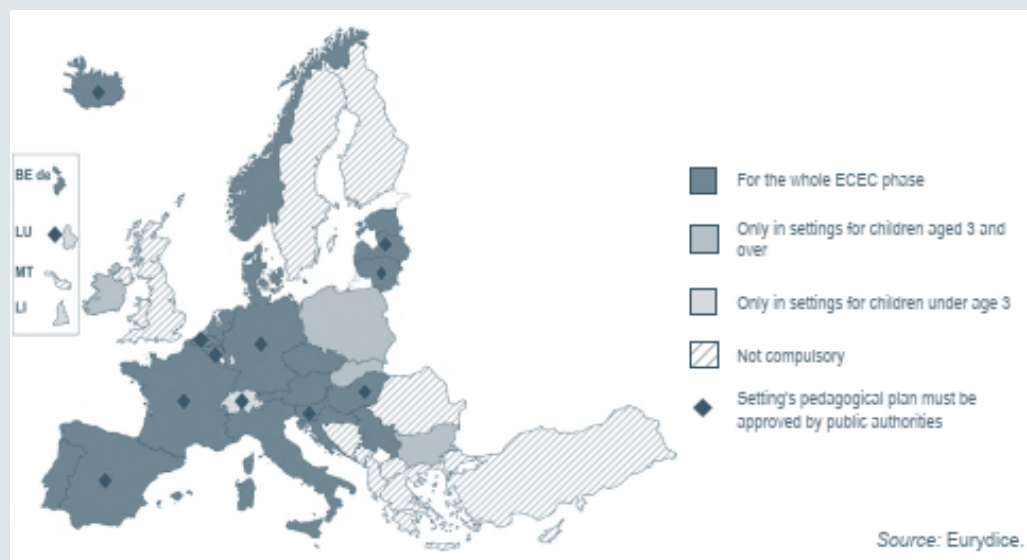 BE de
LU
MT
LI
For the whole ECEC phase
Only in settings for children aged 3 and
over
Only in settings for children under age 3
Not compulsory
Setting's pedagogical plan must be
approved by public authorities
Source: Eurydice.